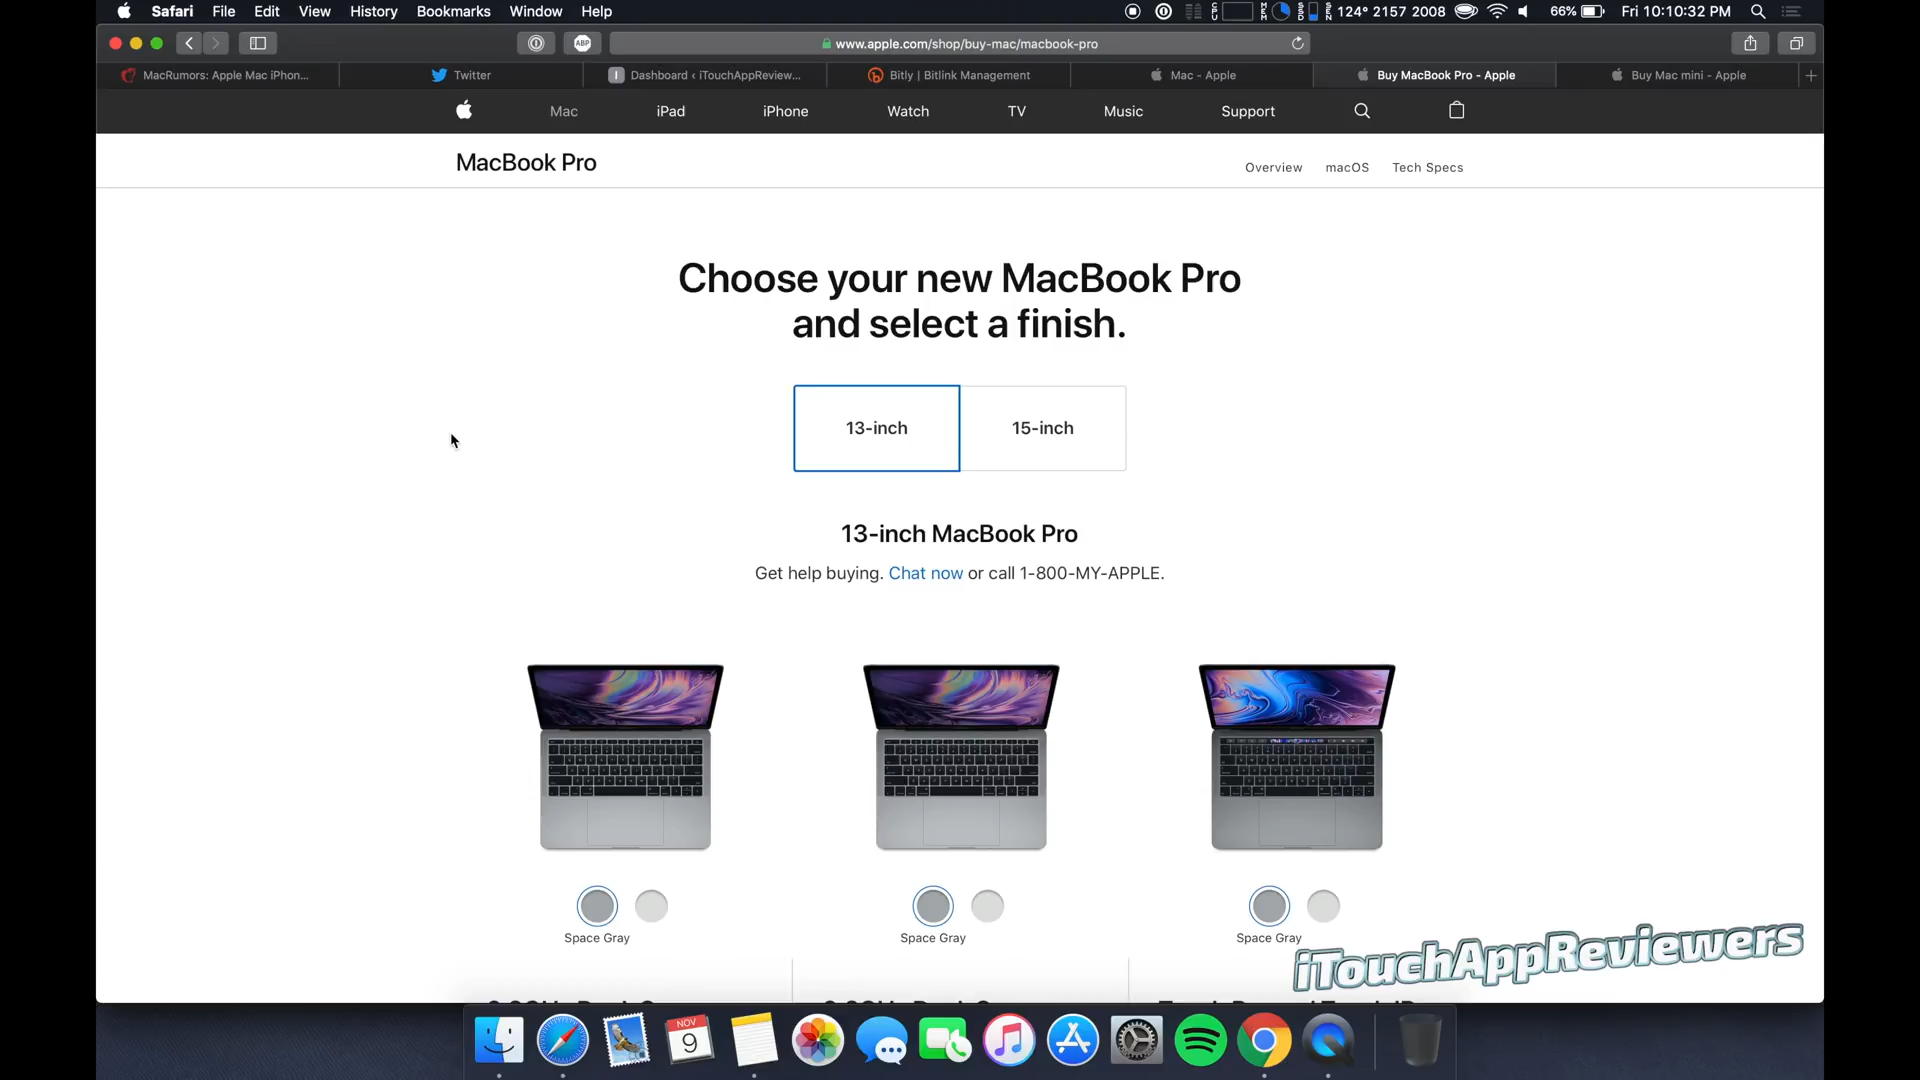 Safari File Edit View History Bookmarks Window Help
124° 2157 2008 66% Fri 10:10:32 PM
ABP www.apple.com/shop/buy-mac/macbook-pro
MacRumors: Apple Mac iPhon... Twitter Dashboard ‹ iTouchAppReview... Bitly | Bitlink Management Mac - Apple Buy MacBook Pro - Apple Buy Mac mini - Apple
Mac iPad iPhone Watch TV Music Support
MacBook Pro
Overview macOS Tech Specs
Choose your new MacBook Pro
and select a finish.
13-inch 15-inch
13-inch MacBook Pro
Get help buying. Chat now or call 1-800-MY-APPLE.
Space Gray Space Gray Space Gray
iTouchAppReviewers
NOV
9